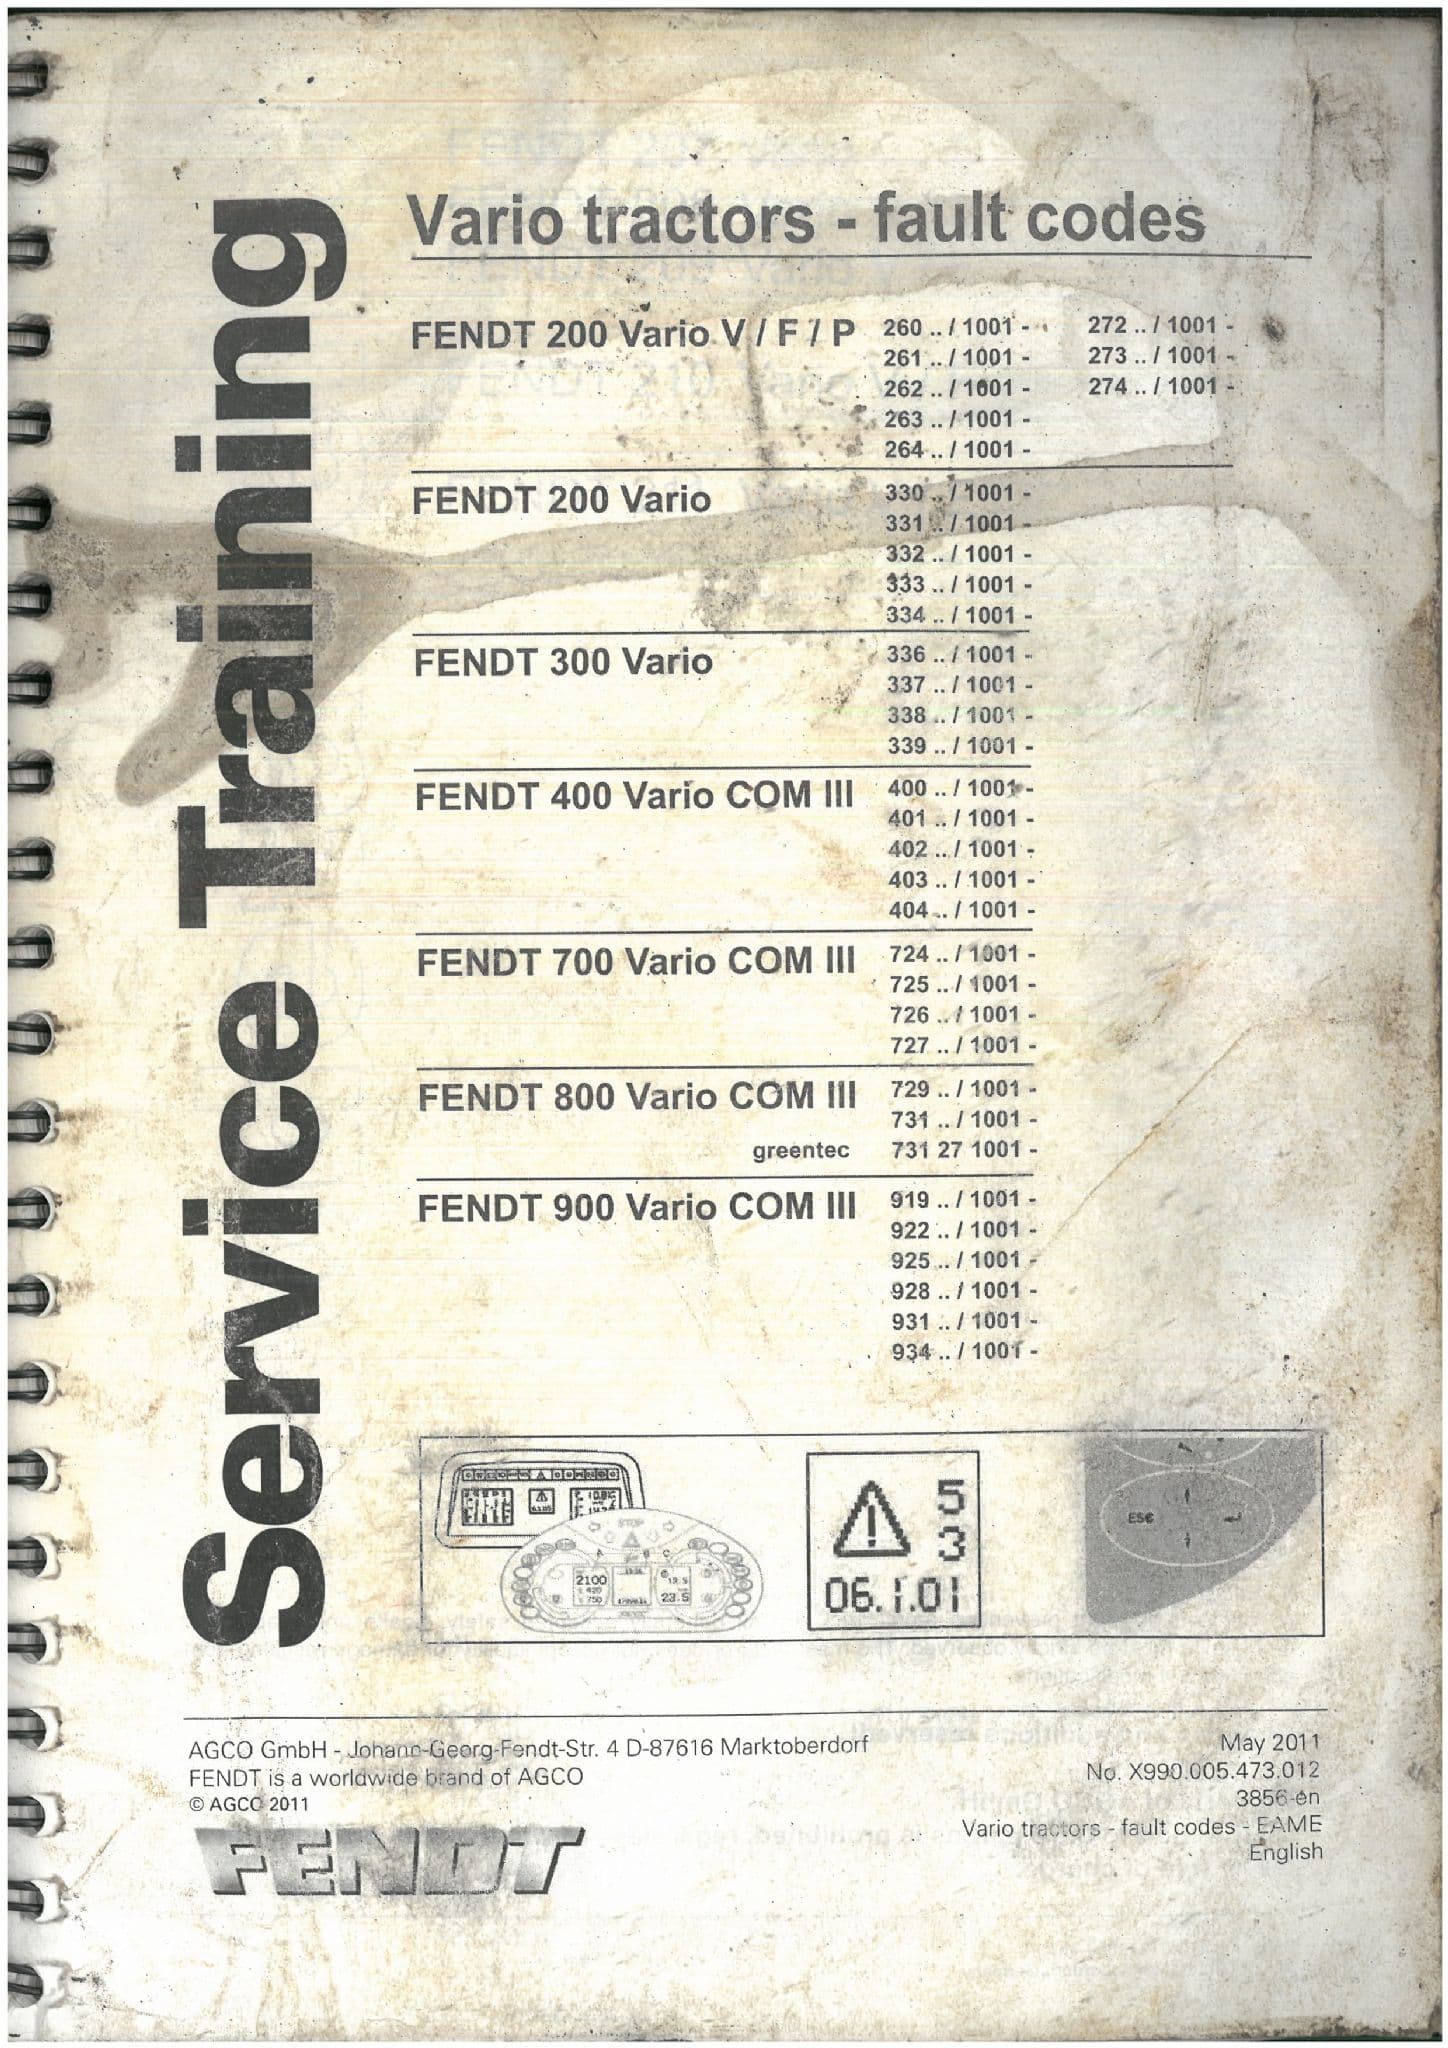 Service Training
Vario tractors - fault codes
FENDT 200 Vario V / F / P 260 .. / 1001 - 272 .. / 1001 -
261 .. / 1001 - 273 .. / 1001 -
262 .. / 1001 - 274 .. / 1001 -
263 .. / 1001 -
264 .. / 1001 -
FENDT 200 Vario 330 .. / 1001 -
331 .. / 1001 -
332 .. / 1001 -
333 .. / 1001 -
334 .. / 1001 -
FENDT 300 Vario 336 .. / 1001 -
337 .. / 1001 -
338 .. / 1001 -
339 .. / 1001 -
FENDT 400 Vario COM III 400 .. / 1001 -
401 .. / 1001 -
402 .. / 1001 -
403 .. / 1001 -
404 .. / 1001 -
FENDT 700 Vario COM III 724 .. / 1001 -
725 .. / 1001 -
726 .. / 1001 -
727 .. / 1001 -
FENDT 800 Vario COM III 729 .. / 1001 -
731 .. / 1001 -
greentec 731 27 1001 -
FENDT 900 Vario COM III 919 .. / 1001 -
922 .. / 1001 -
925 .. / 1001 -
928 .. / 1001 -
931 .. / 1001 -
934 .. / 1001 -
STOP
2100
750
23.5
5
3
06.1.01
ESC
AGCO GmbH - Johann-Georg-Fendt-Str. 4 D-87616 Marktoberdorf
FENDT is a worldwide brand of AGCO
© AGCO 2011
FENDT
May 2011
No. X990.005.473.012
3856-en
Vario tractors - fault codes - EAME
English